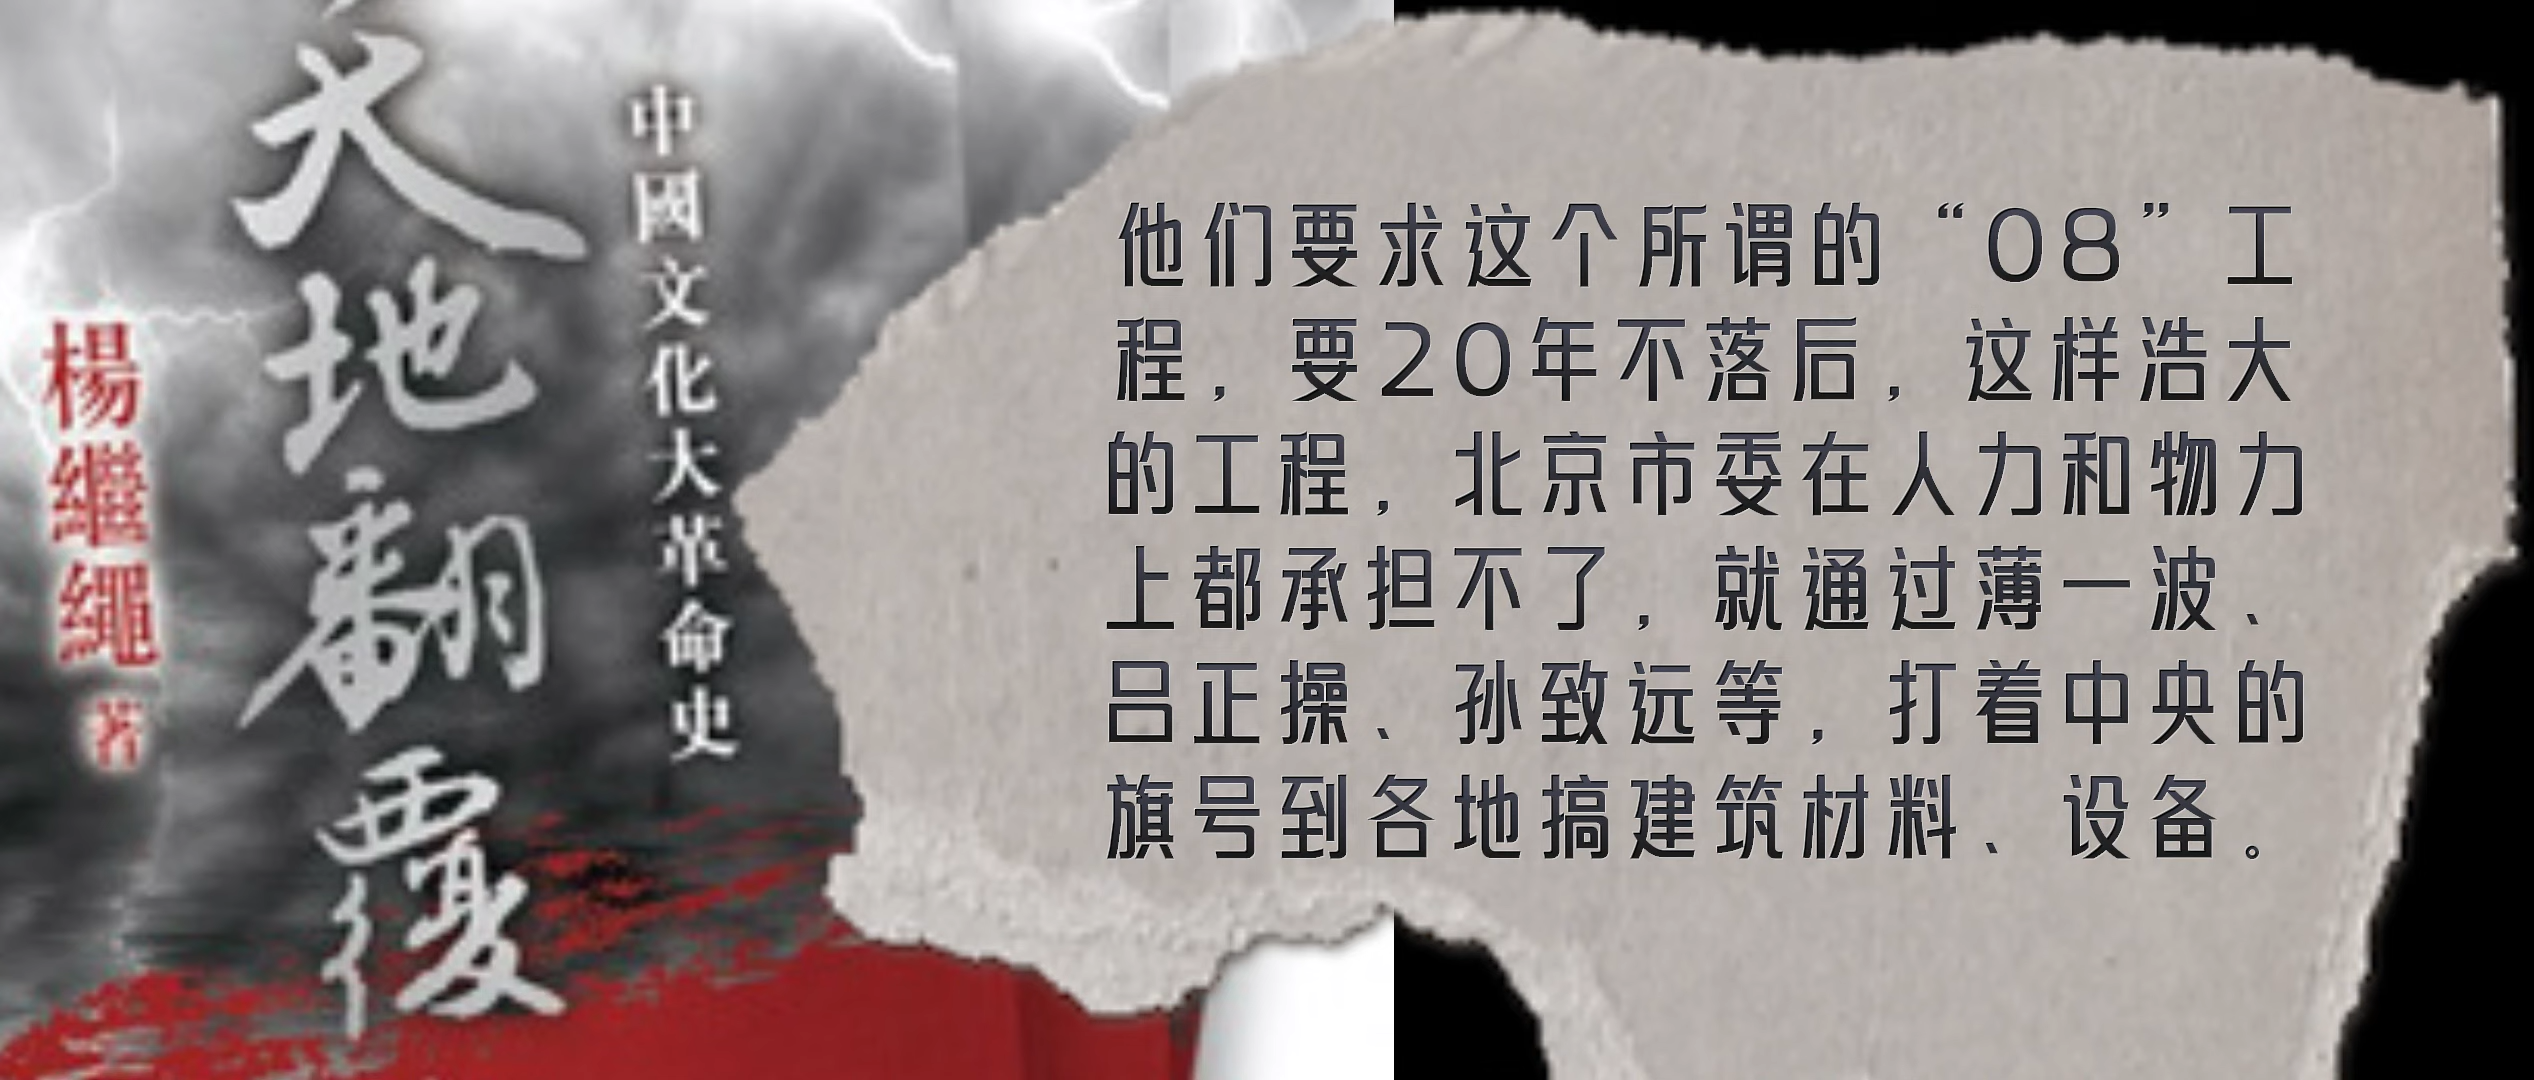 天地翻覆
中國文化大革命史
楊繼繩 著
他们要求这个所谓的“08”工
程，要20年不落后，这样浩大
的工程，北京市委在人力和物力
上都承担不了，就通过薄一波、
吕正操、孙致远等，打着中央的
旗号到各地搞建筑材料、设备。